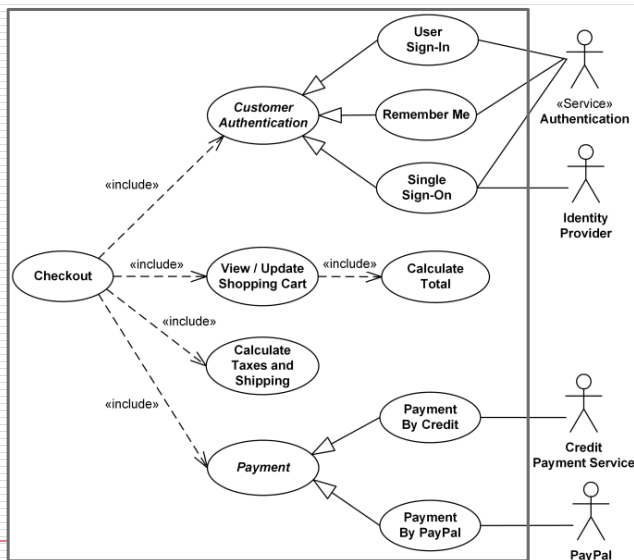 User
Sign-In
«Service»
Authentication
Customer
Authentication
Remember Me
«include»
Single
Sign-On
Identity
Provider
Checkout
«include»
View / Update
Shopping Cart
«include»
Calculate
Total
«include»
Calculate
Taxes and
Shipping
«include»
Payment
By Credit
Credit
Payment Service
Payment
Payment
By PayPal
PayPal